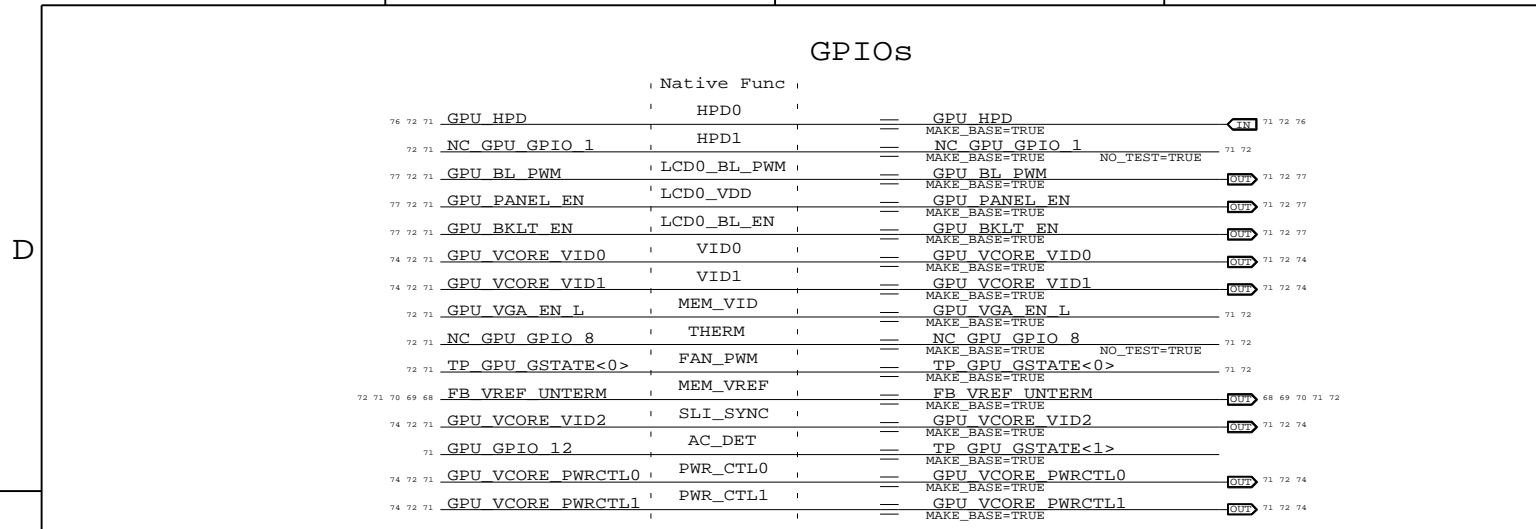 GPIOs
Native Func
HPD0
76 72 71 GPU_HPD GPU_HPD IN 71 72 76
MAKE_BASE=TRUE
HPD1
72 71 NC_GPU_GPIO_1 NC_GPU_GPIO_1 71 72
MAKE_BASE=TRUE NO_TEST=TRUE
LCD0_BL_PWM
77 72 71 GPU_BL_PWM GPU_BL_PWM OUT 71 72 77
MAKE_BASE=TRUE
LCD0_VDD
77 72 71 GPU_PANEL_EN GPU_PANEL_EN OUT 71 72 77
MAKE_BASE=TRUE
LCD0_BL_EN
77 72 71 GPU_BKLT_EN GPU_BKLT_EN OUT 71 72 77
MAKE_BASE=TRUE
D
VID0
74 72 71 GPU_VCORE_VID0 GPU_VCORE_VID0 OUT 71 72 74
MAKE_BASE=TRUE
VID1
74 72 71 GPU_VCORE_VID1 GPU_VCORE_VID1 OUT 71 72 74
MAKE_BASE=TRUE
MEM_VID
72 71 GPU_VGA_EN_L GPU_VGA_EN_L 71 72
MAKE_BASE=TRUE
THERM
72 71 NC_GPU_GPIO_8 NC_GPU_GPIO_8 71 72
MAKE_BASE=TRUE NO_TEST=TRUE
FAN_PWM
72 71 TP_GPU_GSTATE<0> TP_GPU_GSTATE<0> 71 72
MAKE_BASE=TRUE
MEM_VREF
72 71 70 69 68 FB_VREF_UNTERM FB_VREF_UNTERM OUT 68 69 70 71 72
MAKE_BASE=TRUE
SLI_SYNC
74 72 71 GPU_VCORE_VID2 GPU_VCORE_VID2 OUT 71 72 74
MAKE_BASE=TRUE
AC_DET
71 GPU_GPIO_12 TP_GPU_GSTATE<1>
MAKE_BASE=TRUE
PWR_CTL0
74 72 71 GPU_VCORE_PWRCTL0 GPU_VCORE_PWRCTL0 OUT 71 72 74
MAKE_BASE=TRUE
PWR_CTL1
74 72 71 GPU_VCORE_PWRCTL1 GPU_VCORE_PWRCTL1 OUT 71 72 74
MAKE_BASE=TRUE